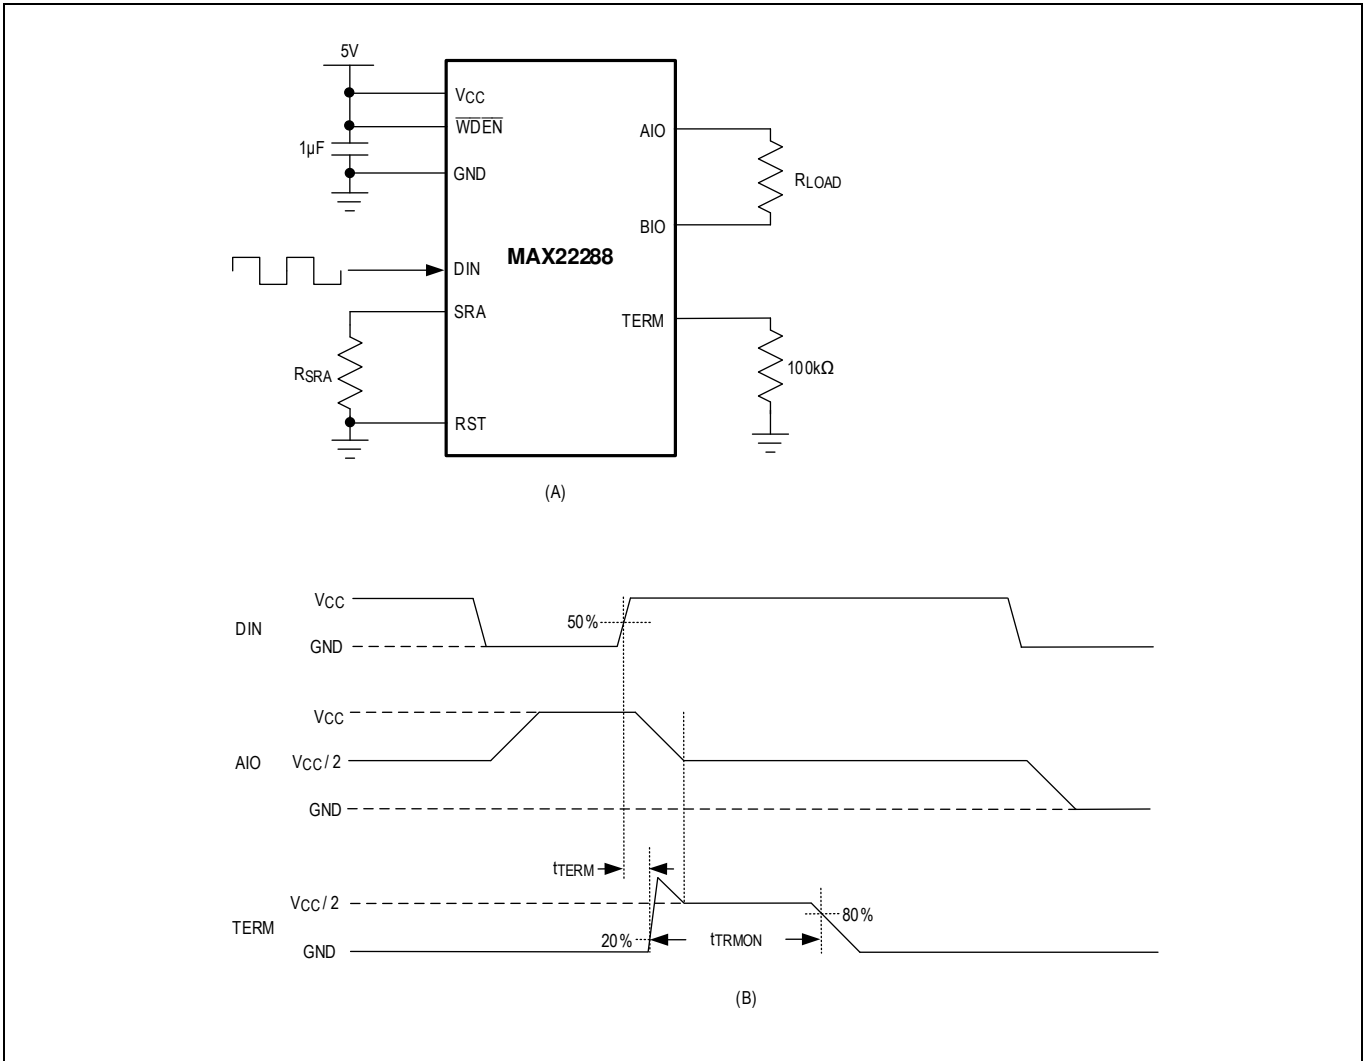 5V
VCC
WDEN
1µF
GND
AIO
RLOAD
BIO
MAX22288
DIN
SRA
TERM
RSRA
100kΩ
RST
(A)
VCC
DIN
50%
GND
VCC
AIO
VCC/ 2
GND
tTERM
VCC/ 2
TERM
80%
20%
tTRMON
GND
(B)